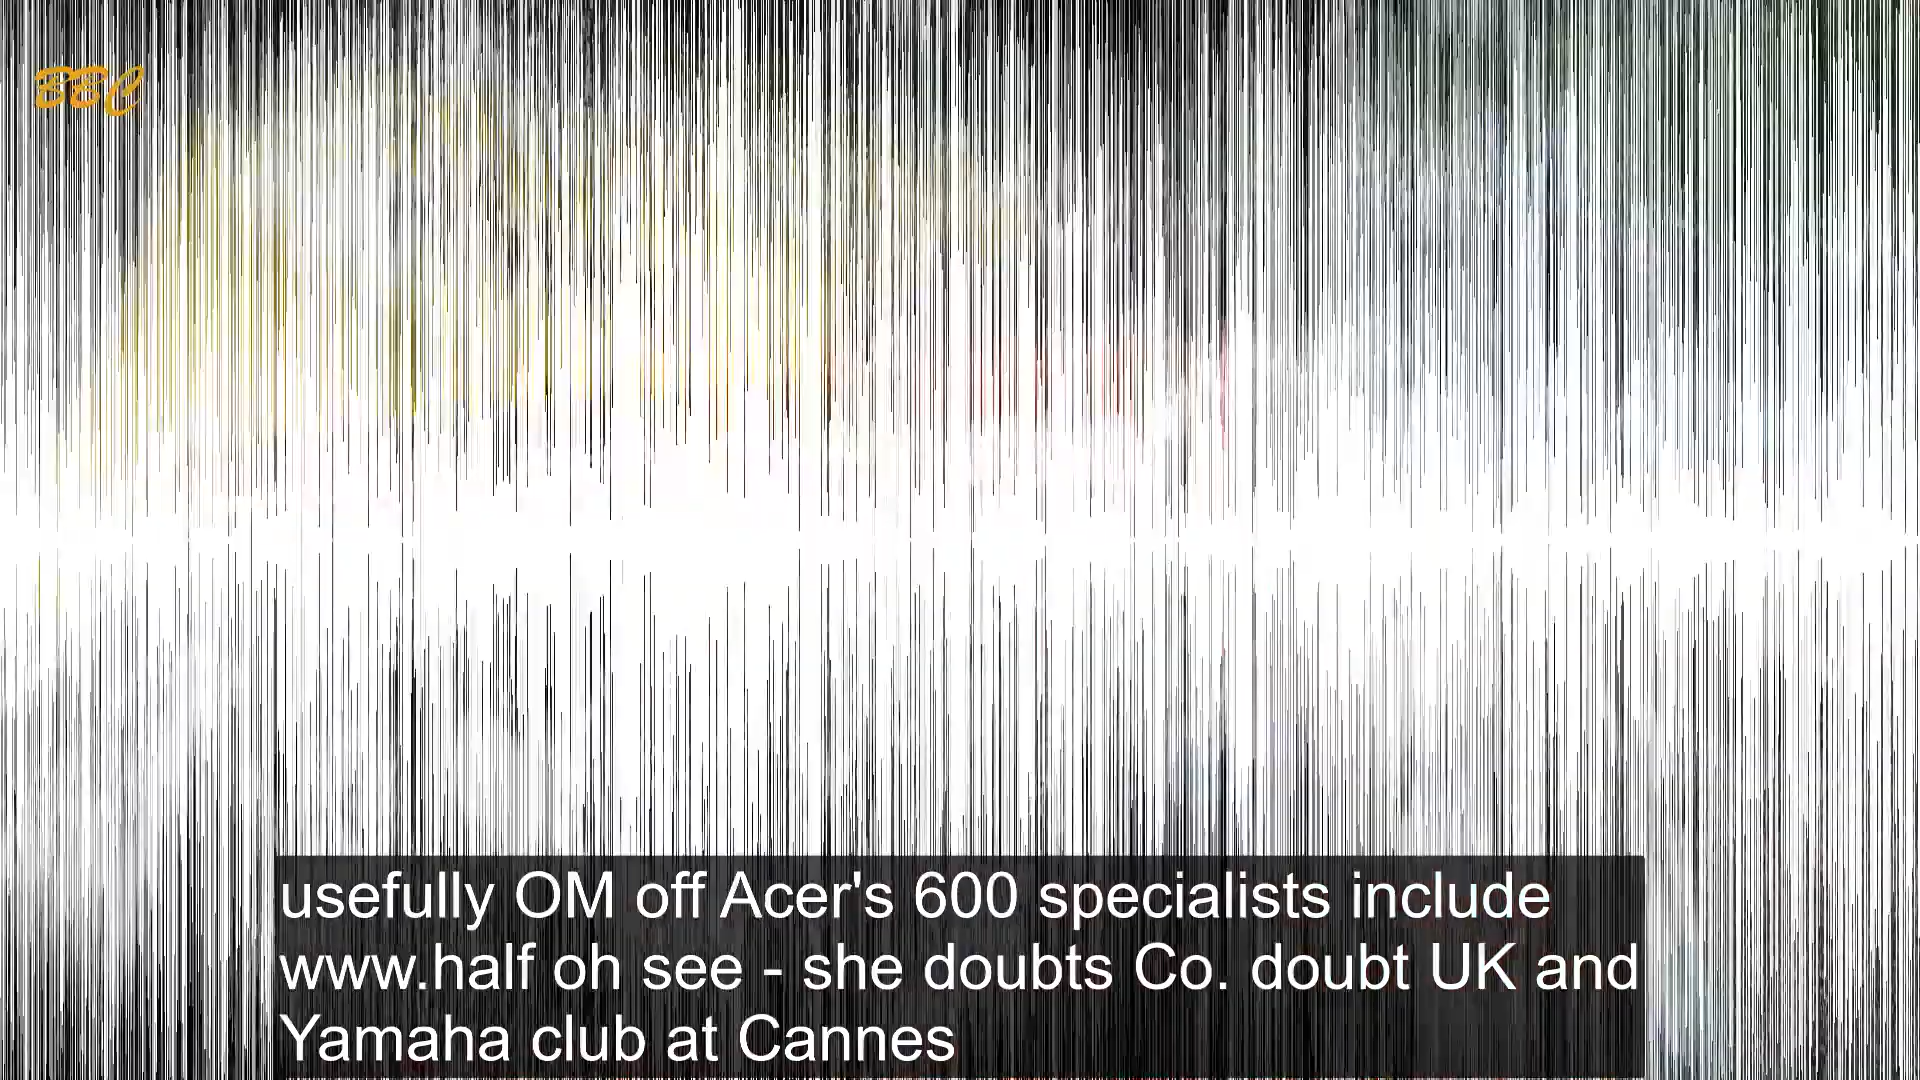 BBC
usefully OM off Acer's 600 specialists include
www.half oh see - she doubts Co. doubt UK and
Yamaha club at Cannes